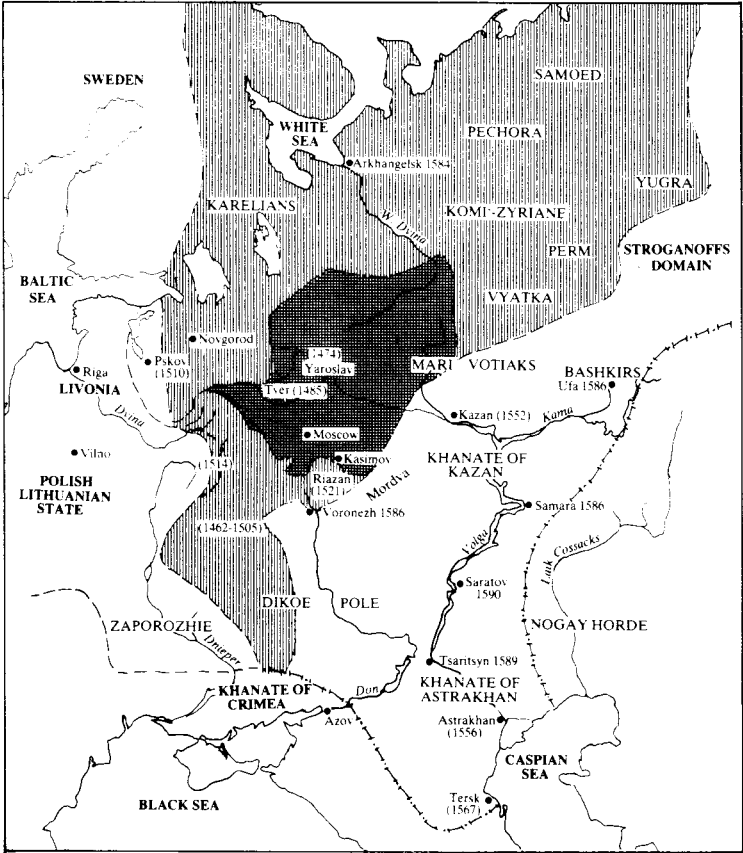 SWEDEN
SAMOED
WHITE
SEA
PECHORA
Arkhangelsk 1584
YUGRA
KARELIANS
KOMI-ZYRIANE
W. Dvina
PERM
STROGANOFFS
DOMAIN
BALTIC
SEA
VYATKA
Novgorod
Pskov
(1510)
(1474)
Yaroslav
MARI
VOTIAKS
Riga
LIVONIA
BASHKIRS
Ufa 1586
Tver (1485)
Dvina
Kazan (1552)
Kama
Moscow
Vilno
(1514)
Kasimov
KHANATE OF
KAZAN
POLISH
LITHUANIAN
STATE
Riazan
(1521)
Mordva
Voronezh 1586
Samara 1586
(1462-1505)
Volga
Iaik Cossacks
Saratov
1590
DIKOE
POLE
ZAPOROZHIE
NOGAY HORDE
Dnieper
Tsaritsyn 1589
KHANATE OF
ASTRAKHAN
KHANATE OF
CRIMEA
Don
Azov
Astrakhan
(1556)
CASPIAN
SEA
BLACK SEA
Tersk
(1567)